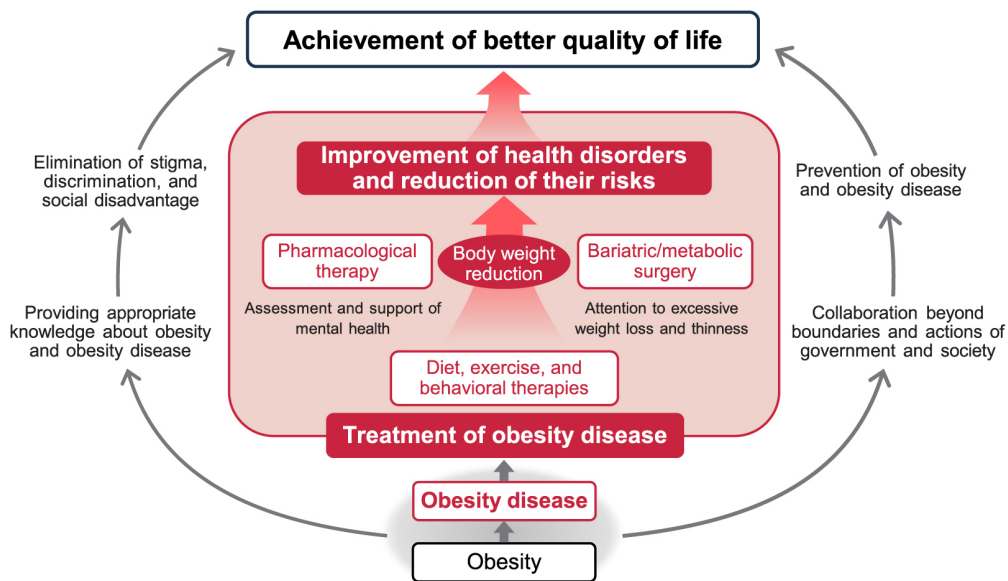 Achievement of better quality of life
Elimination of stigma,
discrimination, and
social disadvantage
Improvement of health disorders
and reduction of their risks
Prevention of obesity
and obesity disease
Pharmacological
therapy
Body weight
reduction
Bariatric/metabolic
surgery
Providing appropriate
knowledge about obesity
and obesity disease
Assessment and support of
mental health
Attention to excessive
weight loss and thinness
Collaboration beyond
boundaries and actions of
government and society
Diet, exercise, and
behavioral therapies
Treatment of obesity disease
Obesity disease
Obesity